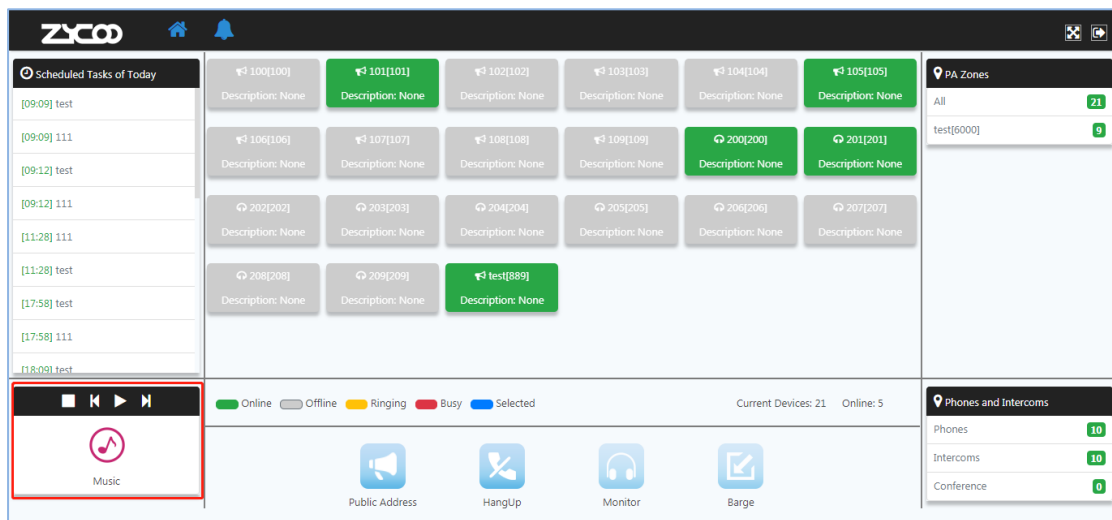 ZYCOO
Scheduled Tasks of Today
[09:09] test
[09:09] 111
[09:12] test
[09:12] 111
[11:28] 111
[11:28] test
[17:58] test
[17:58] 111
[18:09] test
100[100]
Description: None
101[101]
Description: None
102[102]
Description: None
103[103]
Description: None
104[104]
Description: None
105[105]
Description: None
106[106]
Description: None
107[107]
Description: None
108[108]
Description: None
109[109]
Description: None
200[200]
Description: None
201[201]
Description: None
202[202]
Description: None
203[203]
Description: None
204[204]
Description: None
205[205]
Description: None
206[206]
Description: None
207[207]
Description: None
208[208]
Description: None
209[209]
Description: None
test[889]
Description: None
PA Zones
All 21
test[6000] 9
Music
Online Offline Ringing Busy Selected
Current Devices: 21 Online: 5
Public Address
HangUp
Monitor
Barge
Phones and Intercoms
Phones 10
Intercoms 10
Conference 0